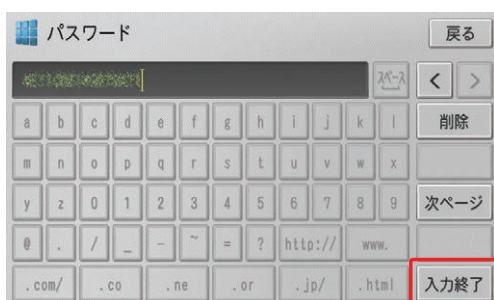 パスワード 戻る
スペース < >
a b c d e f g h i j k l 削除
m n o p q r s t u v w x
y z 0 1 2 3 4 5 6 7 8 9 次ページ
@ . / _ - ~ = ? http:// www.
.com/ .co .ne .or .jp/ .html 入力終了